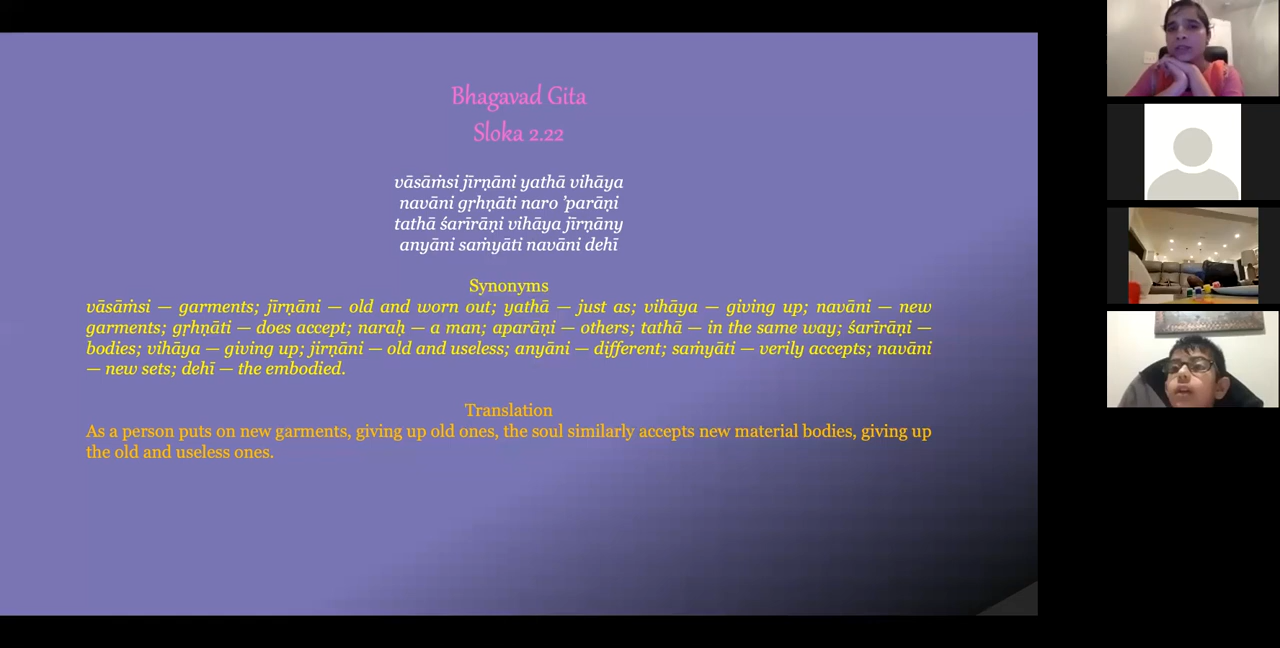 Bhagavad Gita
Sloka 2.22
vāsāṁsi jīrṇāni yathā vihāya
navāni gṛhṇāti naro ’parāṇi
tathā śarīrāṇi vihāya jīrṇāny
anyāni saṁyāti navāni dehī
Synonyms
vāsāṁsi — garments; jīrṇāni — old and worn out; yathā — just as; vihāya — giving up; navāni — new
garments; gṛhṇāti — does accept; naraḥ — a man; aparāṇi — others; tathā — in the same way; śarīrāṇi —
bodies; vihāya — giving up; jirṇāni — old and useless; anyāni — different; saṁyāti — verily accepts; navāni
— new sets; dehī — the embodied.
Translation
As a person puts on new garments, giving up old ones, the soul similarly accepts new material bodies, giving up
the old and useless ones.